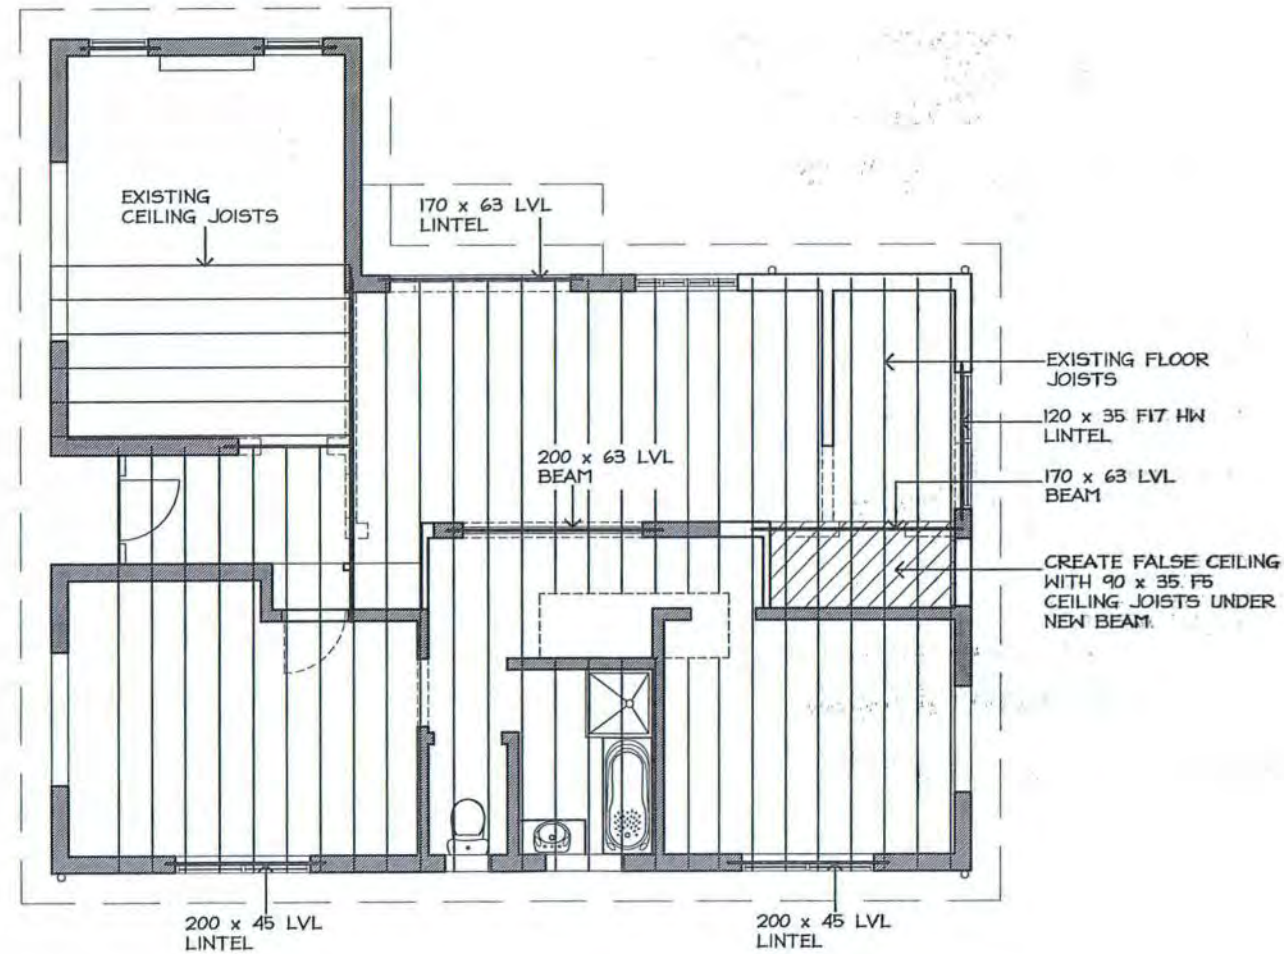 EXISTING
CEILING JOISTS
170 x 63 LVL
LINTEL
EXISTING FLOOR
JOISTS
120 x 35 F17 HW
LINTEL
200 x 63 LVL
BEAM
170 x 63 LVL
BEAM
CREATE FALSE CEILING
WITH 90 x 35 F5
CEILING JOISTS UNDER
NEW BEAM.
200 x 45 LVL
LINTEL
200 x 45 LVL
LINTEL